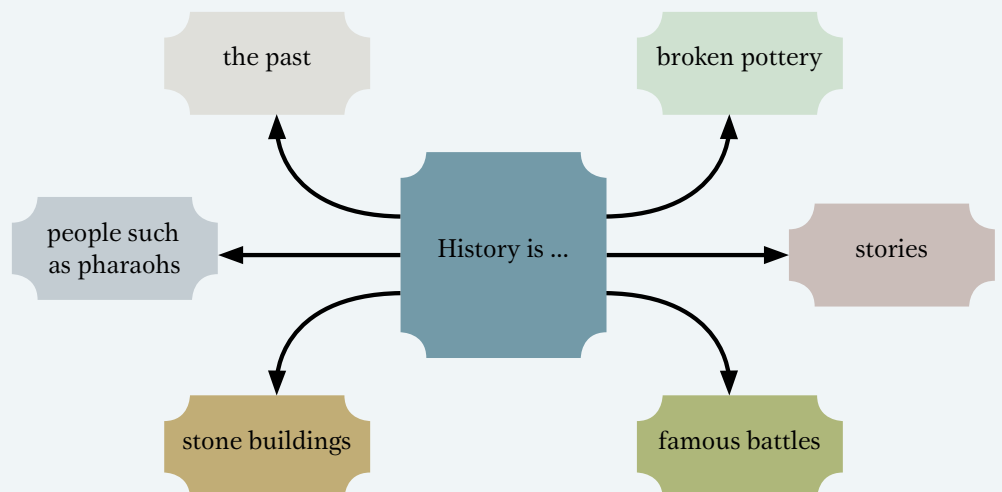 the past
broken pottery
people such
as pharaohs
History is ...
stories
stone buildings
famous battles